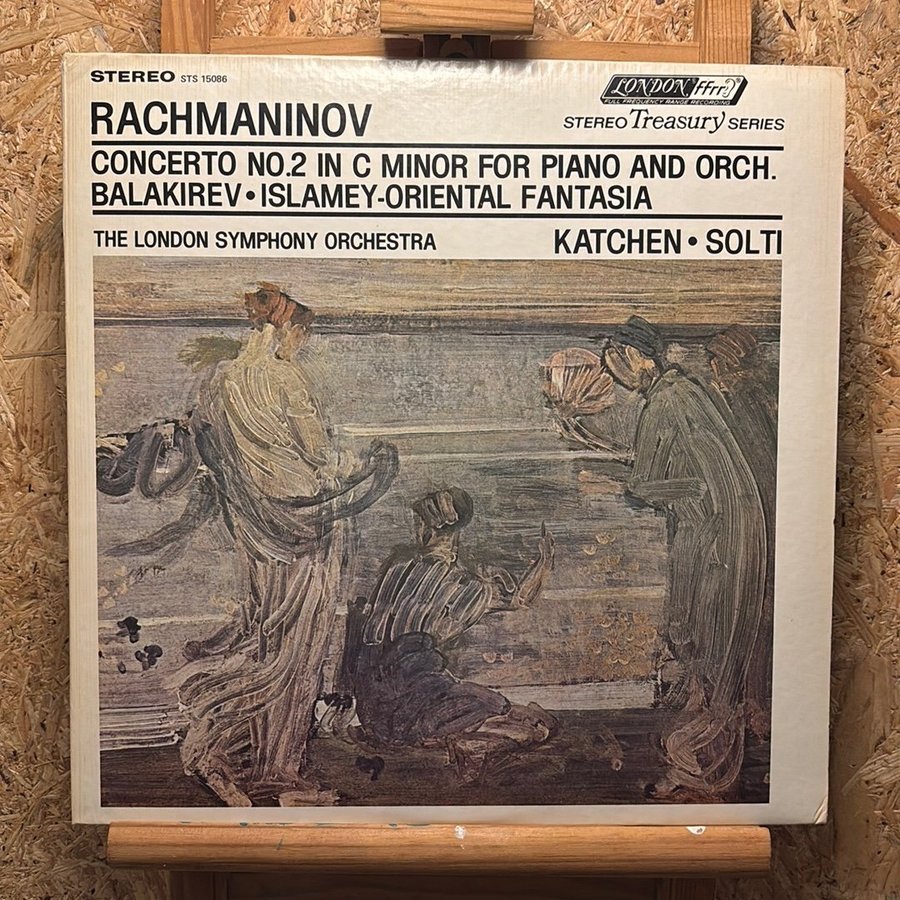 STEREO STS 15086
LONDON ffrr
FULL FREQUENCY RANGE RECORDING
STEREO Treasury SERIES
RACHMANINOV
CONCERTO NO.2 IN C MINOR FOR PIANO AND ORCH.
BALAKIREV•ISLAMEY-ORIENTAL FANTASIA
THE LONDON SYMPHONY ORCHESTRA
KATCHEN•SOLTI